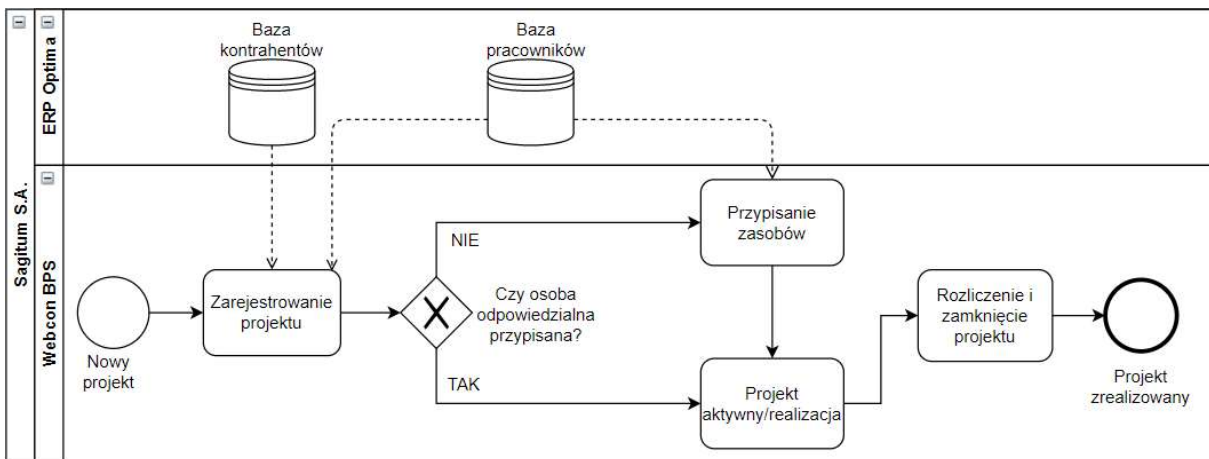 Sagitum S.A.
ERP Optima
Baza
kontrahentów
Baza
pracowników
Webcon BPS
Nowy
projekt
Zarejestrowanie
projektu
NIE
TAK
Czy osoba
odpowiedzialna
przypisana?
Przypisanie
zasobów
Projekt
aktywny/realizacja
Rozliczenie i
zamknięcie
projektu
Projekt
zrealizowany